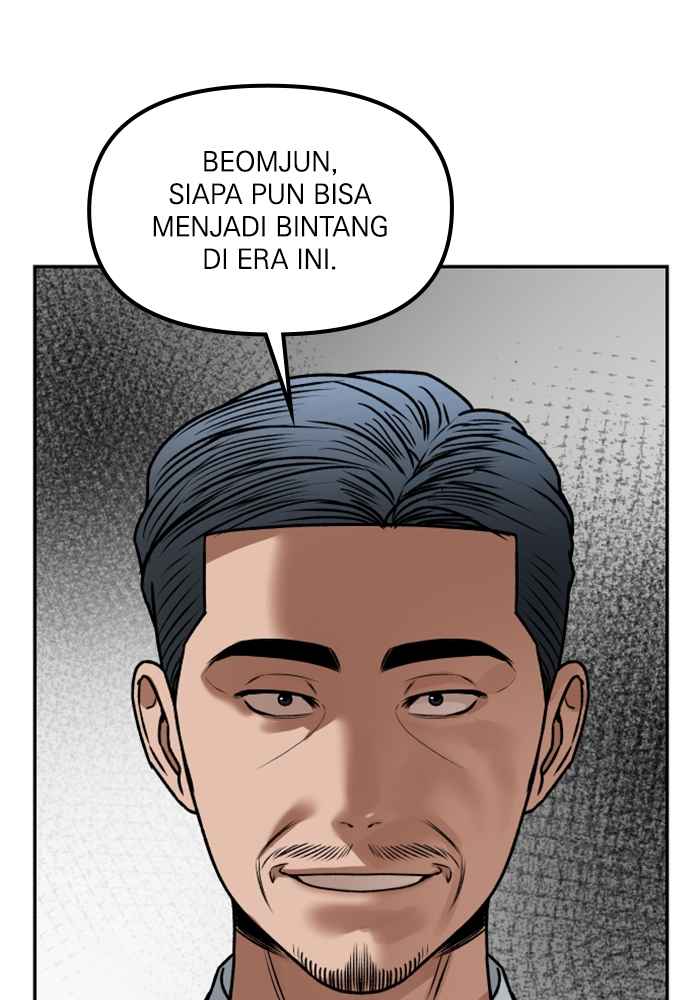 BEOMJUN,
SIAPA PUN BISA
MENJADI BINTANG
DI ERA INI.